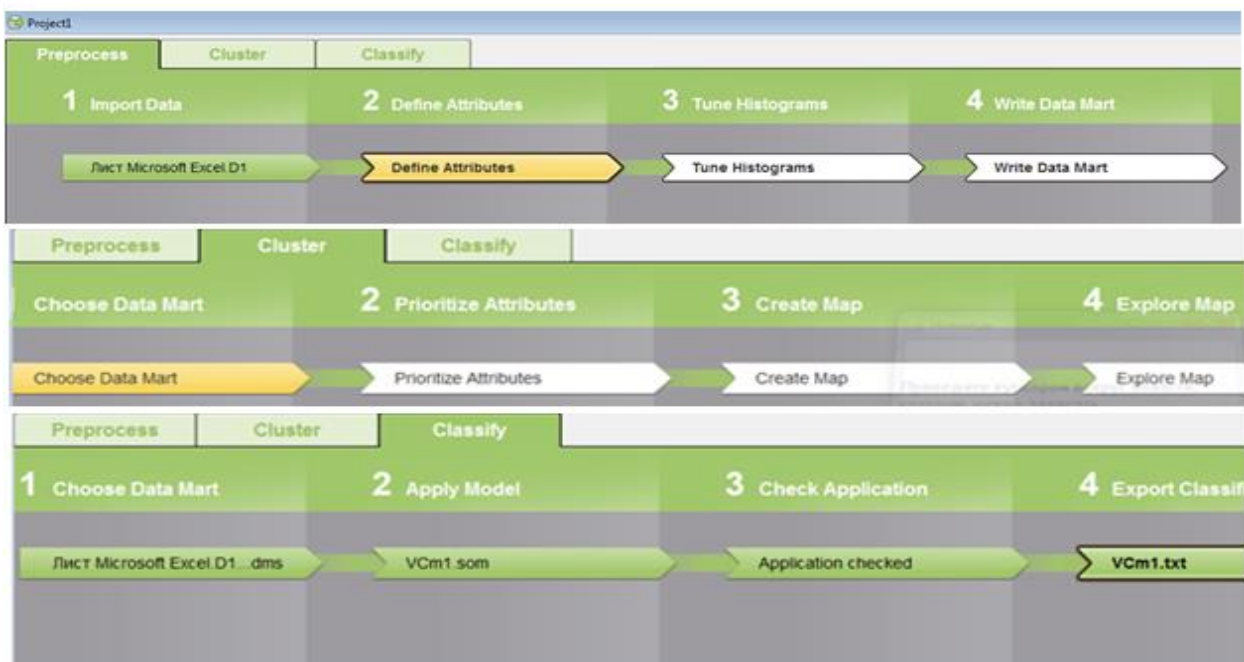 Project1
Preprocess Cluster Classify
1 Import Data 2 Define Attributes 3 Tune Histograms 4 Write Data Mart
Лист Microsoft Excel.D1 Define Attributes Tune Histograms Write Data Mart
Preprocess Cluster Classify
Choose Data Mart 2 Prioritize Attributes 3 Create Map 4 Explore Map
Choose Data Mart Prioritize Attributes Create Map Explore Map
Preprocess Cluster Classify
1 Choose Data Mart 2 Apply Model 3 Check Application 4 Export Classif
Лист Microsoft Excel.D1...dms VCm1.som Application checked VCm1.txt